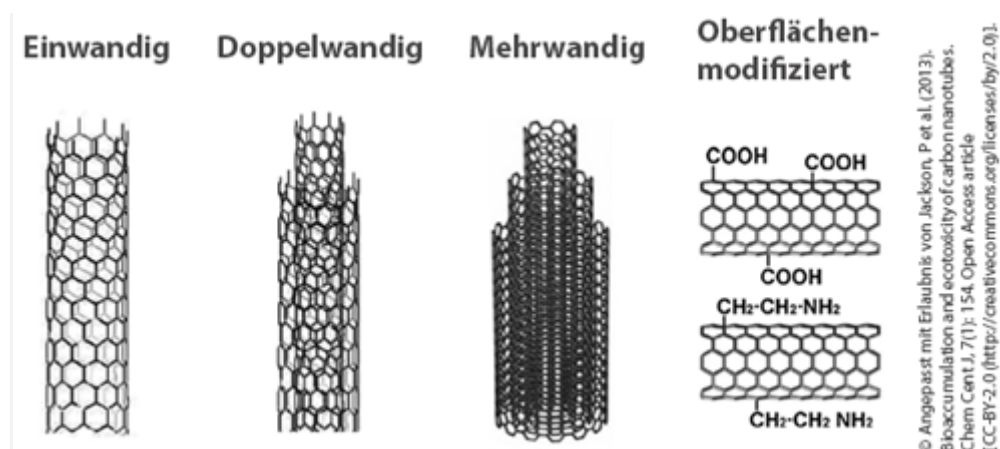 Einwandig
Doppelwandig
Mehrwandig
Oberflächen-
modifiziert
COOH
COOH
COOH
CH₂-CH₂-NH₂
CH₂-CH₂ NH₂
© Angepasst mit Erlaubnis von Jackson, P et al. (2013).
Bioaccumulation and ecotoxicity of carbon nanotubes.
Chem Cent J, 7(1): 154. Open Access article
[CC-BY-2.0 (http://creativecommons.org/licenses/by/2.0)].